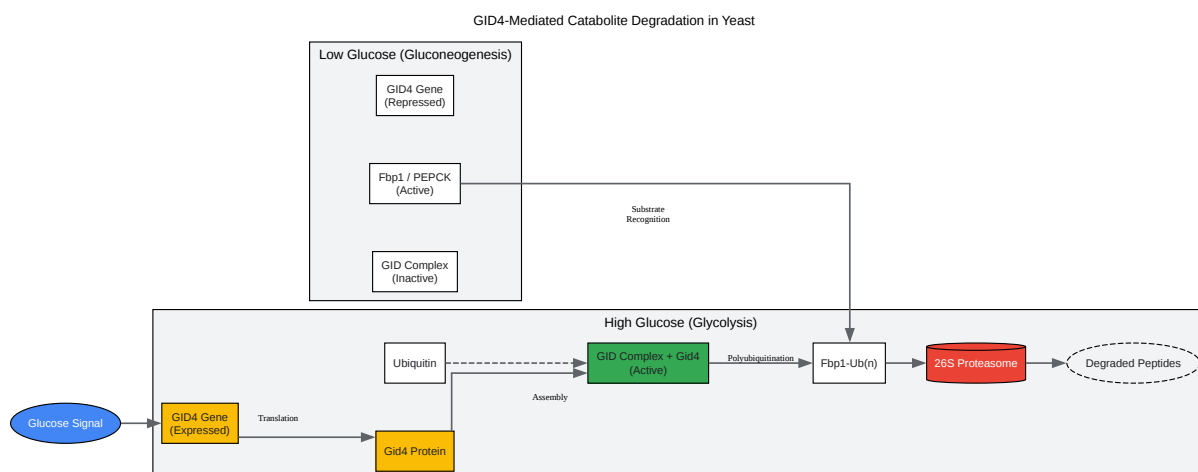 GID4-Mediated Catabolite Degradation in Yeast
Low Glucose (Gluconeogenesis)
GID4 Gene
(Repressed)
Fbp1 / PEPCK
(Active)
Substrate
Recognition
GID Complex
(Inactive)
High Glucose (Glycolysis)
Ubiquitin
GID Complex + Gid4
(Active)
Polyubiquitination
Fbp1-Ub(n)
26S Proteasome
Degraded Peptides
Assembly
Glucose Signal
GID4 Gene
(Expressed)
Translation
Gid4 Protein